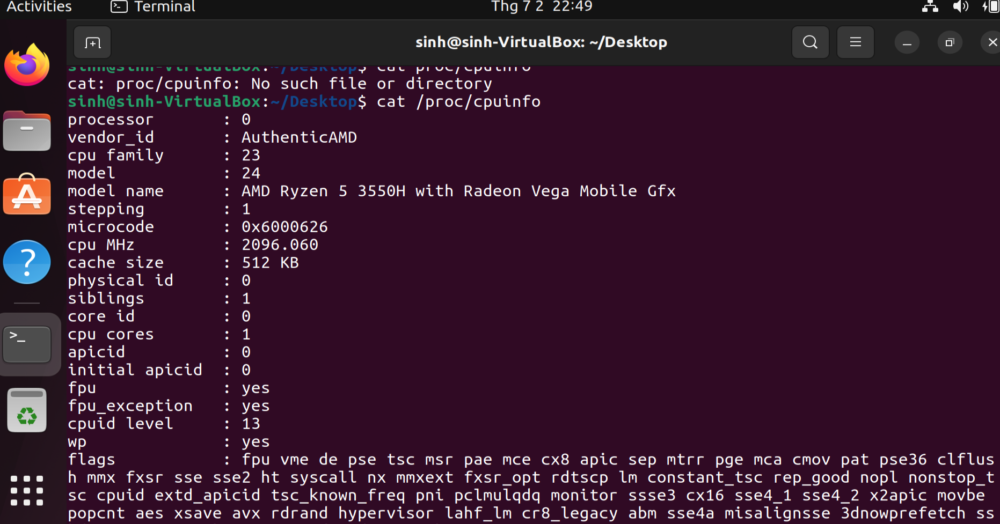 Activities
Terminal
Thg 7 2 22:49
sinh@sinh-VirtualBox: ~/Desktop
sinh@sinh-VirtualBox:~/Desktop$ cat proc/cpuinfo
cat: proc/cpuinfo: No such file or directory
sinh@sinh-VirtualBox:~/Desktop$ cat /proc/cpuinfo
processor : 0
vendor_id : AuthenticAMD
cpu family : 23
model : 24
model name : AMD Ryzen 5 3550H with Radeon Vega Mobile Gfx
stepping : 1
microcode : 0x6000626
cpu MHz : 2096.060
cache size : 512 KB
physical id : 0
siblings : 1
core id : 0
cpu cores : 1
apicid : 0
initial apicid : 0
fpu : yes
fpu_exception : yes
cpuid level : 13
wp : yes
flags : fpu vme de pse tsc msr pae mce cx8 apic sep mtrr pge mca cmov pat pse36 clflus
h mmx fxsr sse sse2 ht syscall nx mmxext fxsr_opt rdtscp lm constant_tsc rep_good nopl nonstop_t
sc cpuid extd_apicid tsc_known_freq pni pclmulqdq monitor ssse3 cx16 sse4_1 sse4_2 x2apic movbe
popcnt aes xsave avx rdrand hypervisor lahf_lm cr8_legacy abm sse4a misalignsse 3dnowprefetch ss